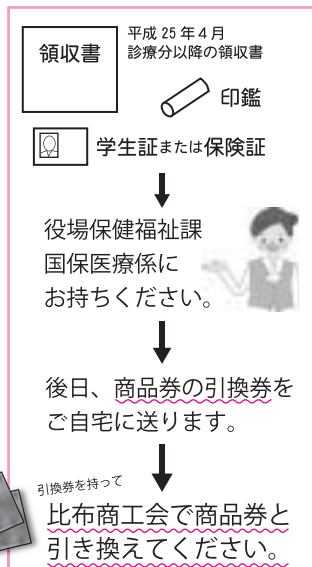 領収書
平成25年4月
診療分以降の領収書
印鑑
学生証または保険証
役場保健福祉課
国保医療係に
お持ちください。
後日、商品券の引換券を
ご自宅に送ります。
引換券を持って
比布商工会で商品券と
引き換えてください。